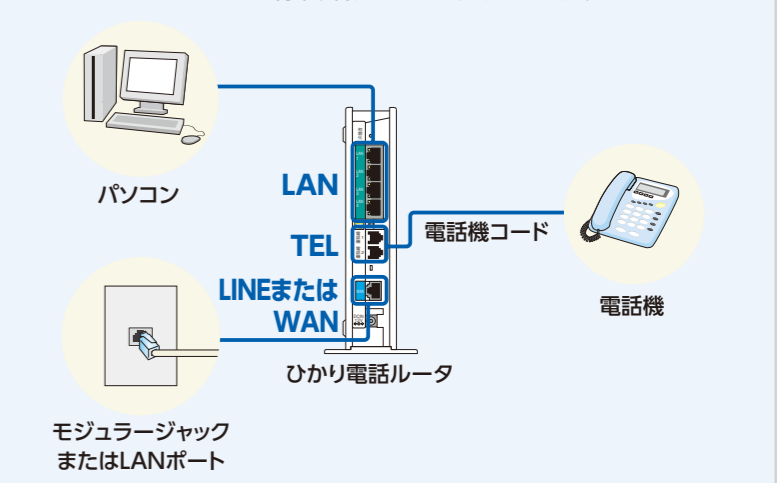 パソコン
LAN
TEL
電話機コード
電話機
LINEまたは
WAN
ひかり電話ルータ
モジュラージャック
またはLANポート